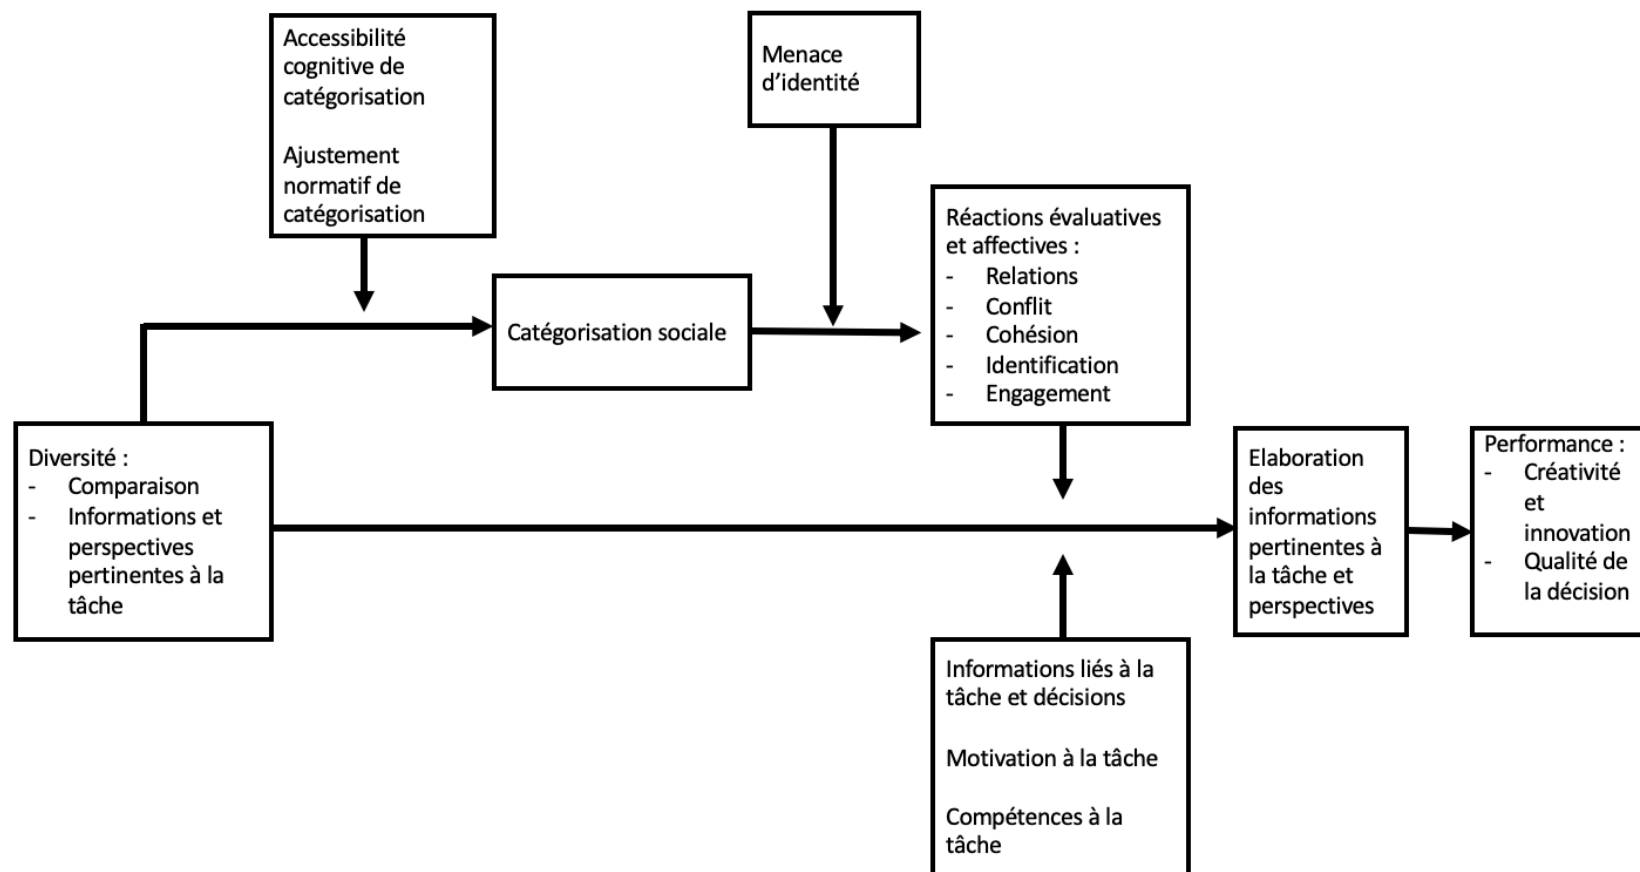 Accessibilité
cognitive de
catégorisation
Ajustement
normatif de
catégorisation
Menace
d'identité
Réactions évaluatives
et affectives :
- Relations
- Conflit
- Cohésion
- Identification
- Engagement
Catégorisation sociale
Diversité :
- Comparaison
- Informations et
perspectives
pertinentes à la
tâche
Elaboration
des
informations
pertinentes à
la tâche et
perspectives
Performance :
- Créativité
et
innovation
- Qualité de
la décision
Informations liés à la
tâche et décisions
Motivation à la tâche
Compétences à la
tâche